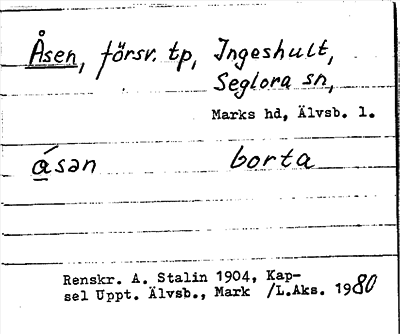 Åsen, försv. tp, Ingeshult,
Seglora sn,
Marks hd, Älvsb. l.
ásan borta
Renskr. A. Stalin 1904, Kap-
sel Uppt. Älvsb., Mark /L.Aks. 1980